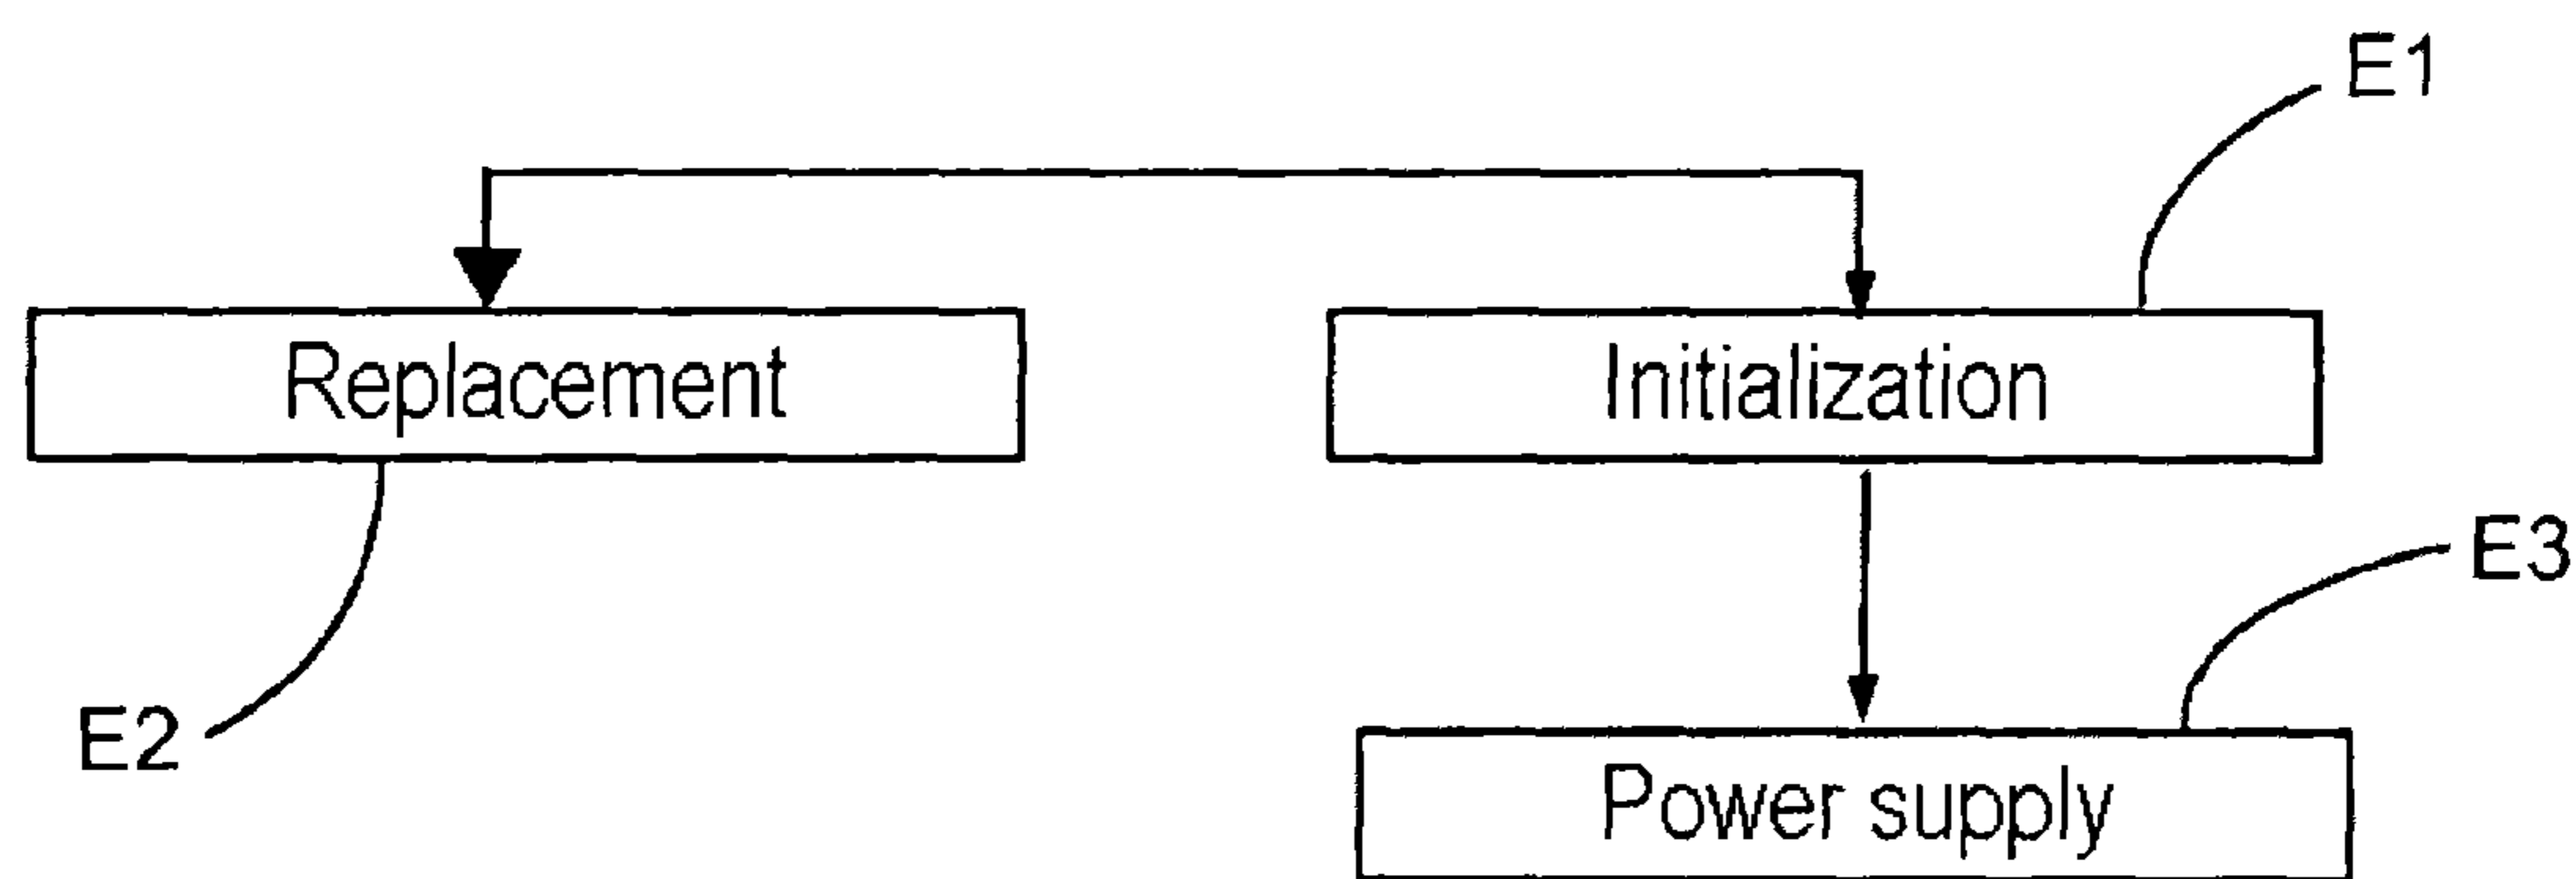 E1
Replacement
Initialization
E3
E2
Power supply